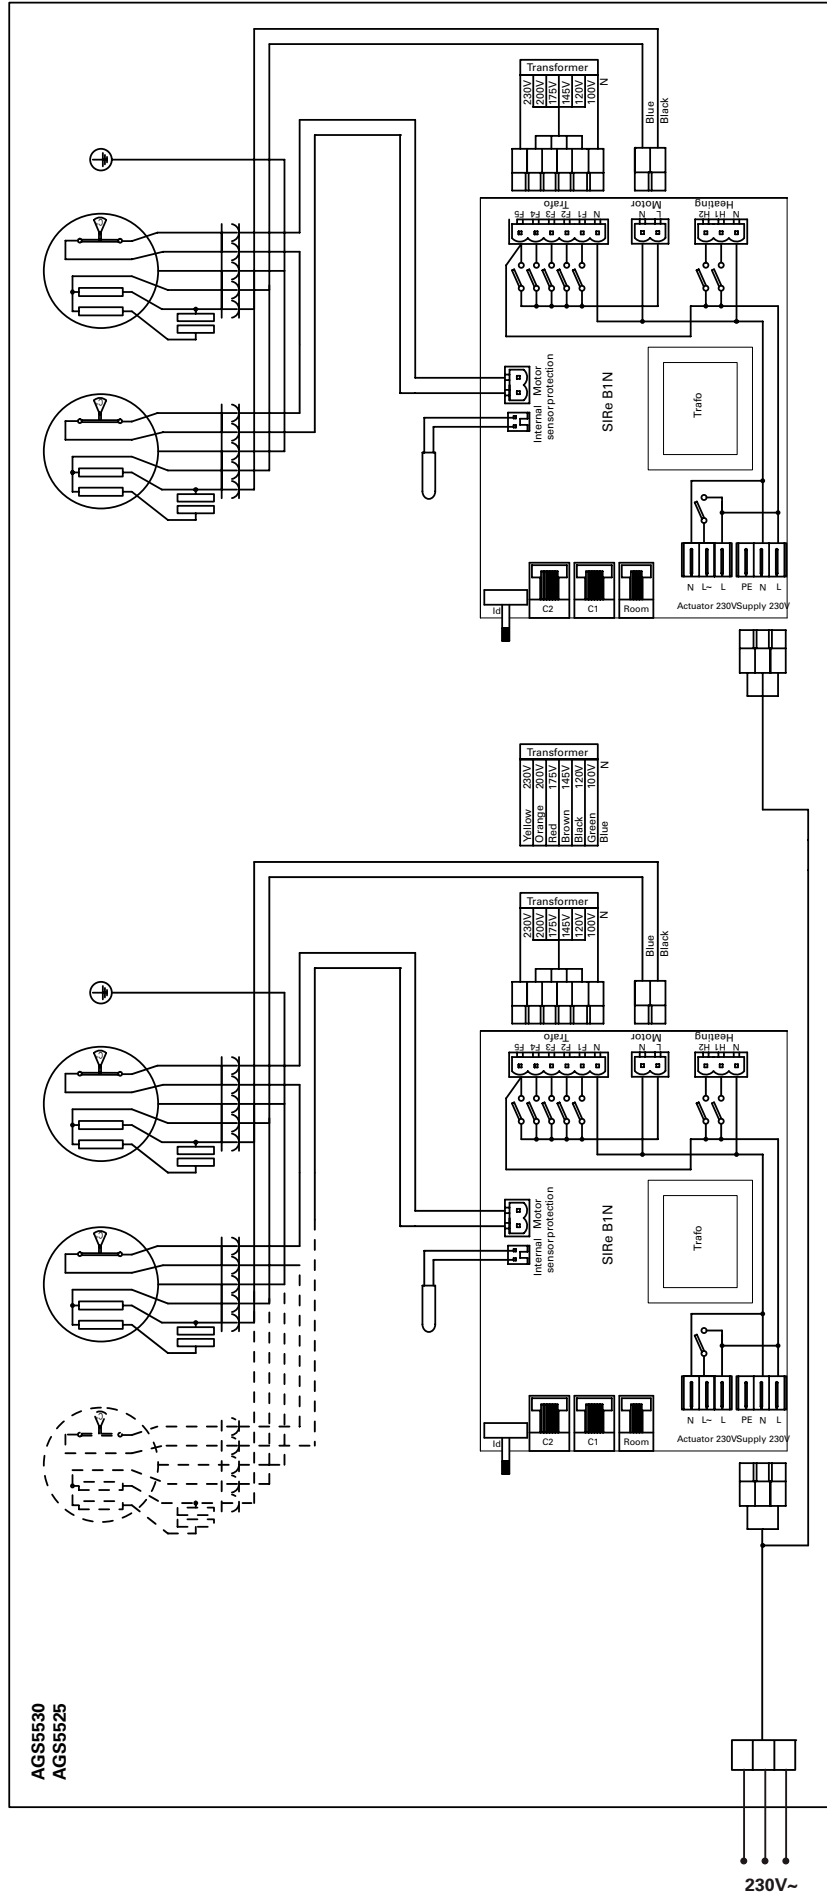 Transformer
230V
200V
175V
145V
120V
100V
N
Blue
Black
Trafo
F5
F4
F3
F2
F1
N
Motor
N
L
Heating
H2
H1
N
Motor
protection
Internal
sensor
SIRe B1N
Trafo
Id
C2
C1
Room
N
L~
L
PE
N
L
Actuator 230V
Supply 230V
Transformer
Yellow 230V
Orange 200V
Red 175V
Brown 145V
Black 120V
Green 100V
Blue N
Transformer
230V
200V
175V
145V
120V
100V
N
Blue
Black
Trafo
F5
F4
F3
F2
F1
N
Motor
N
L
Heating
H2
H1
N
Motor
protection
Internal
sensor
SIRe B1N
Trafo
Id
C2
C1
Room
N
L~
L
PE
N
L
Actuator 230V
Supply 230V
AGS5530
AGS5525
230V~